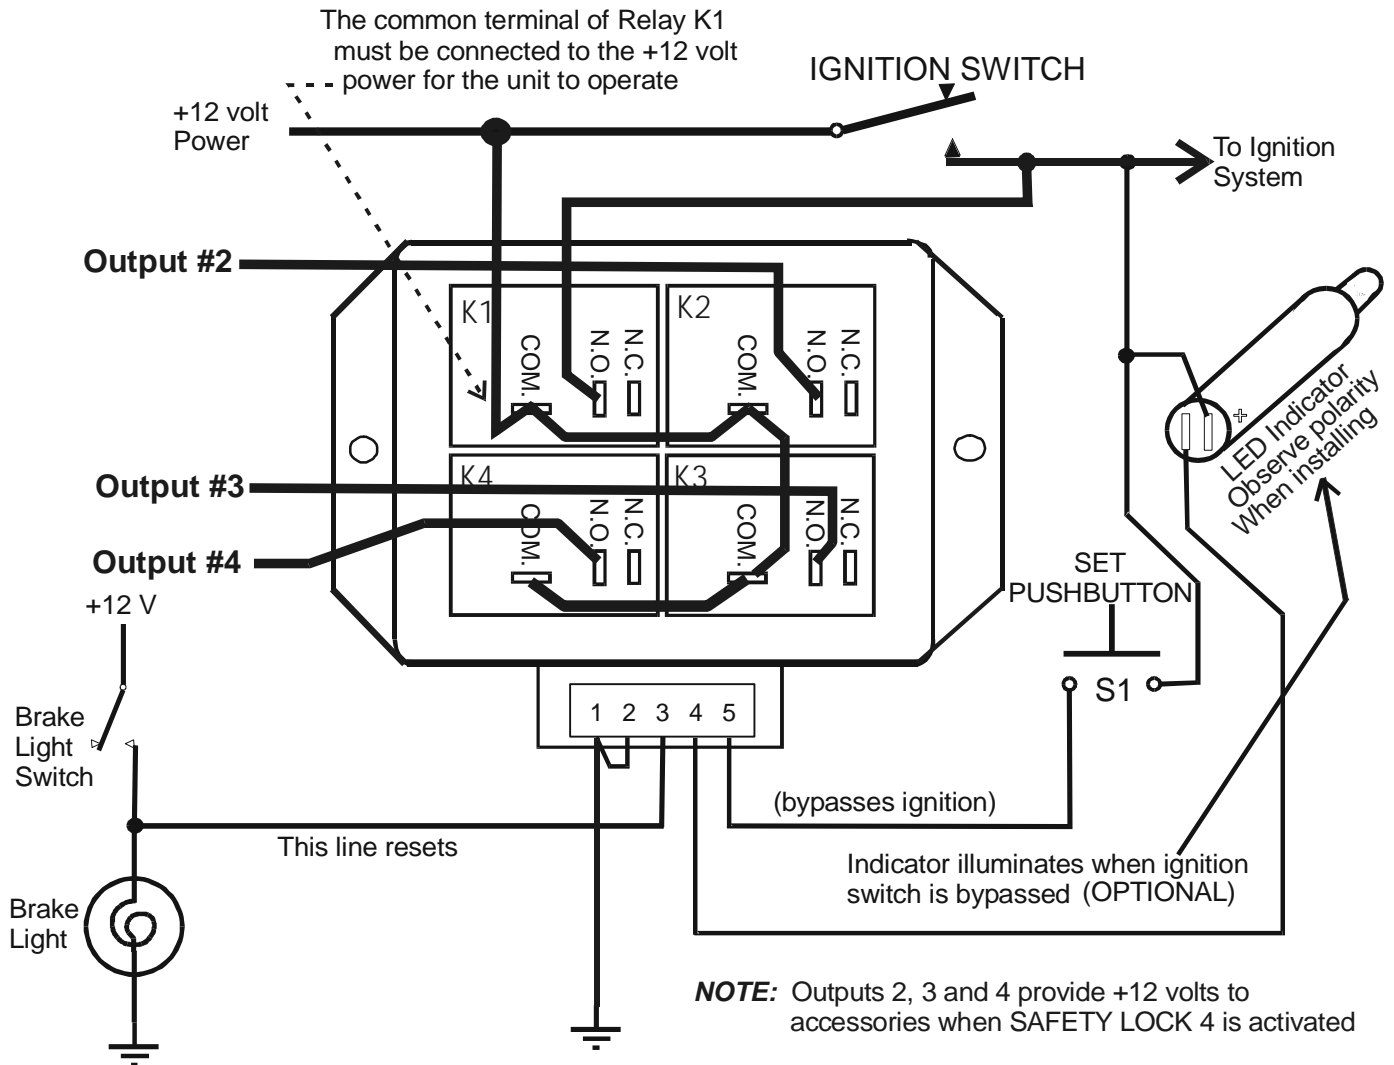 The common terminal of Relay K1
must be connected to the +12 volt
power for the unit to operate
IGNITION SWITCH
+12 volt
Power
To Ignition
System
Output #2
K1
COM.
N.O.
N.C.
K2
COM.
N.O.
N.C.
LED Indicator
Observe polarity
When installing
+
Output #3
K4
COM.
N.O.
N.C.
K3
COM.
N.O.
N.C.
Output #4
+12 V
SET
PUSHBUTTON
S1
Brake
Light
Switch
1 2 3 4 5
(bypasses ignition)
This line resets
Indicator illuminates when ignition
switch is bypassed (OPTIONAL)
Brake
Light
NOTE: Outputs 2, 3 and 4 provide +12 volts to
accessories when SAFETY LOCK 4 is activated